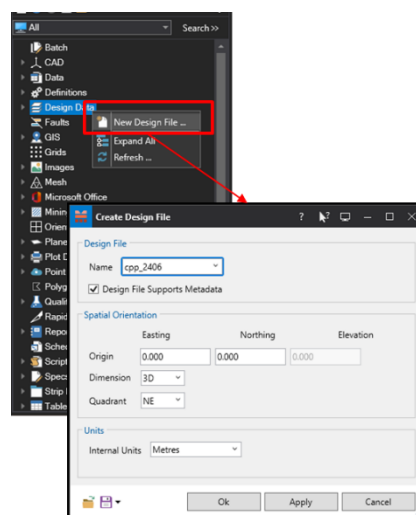 All
Search >>
Batch
CAD
Data
Definitions
Design Data
New Design File ...
Faults
Expand All
GIS
Refresh ...
Grids
Images
Mesh
Microsoft Office
Create Design File
?
Design File
Name cpp_2406
Design File Supports Metadata
Spatial Orientation
Easting Northing Elevation
Origin 0.000 0.000 0.000
Dimension 3D
Quadrant NE
Units
Internal Units Metres
Ok Apply Cancel